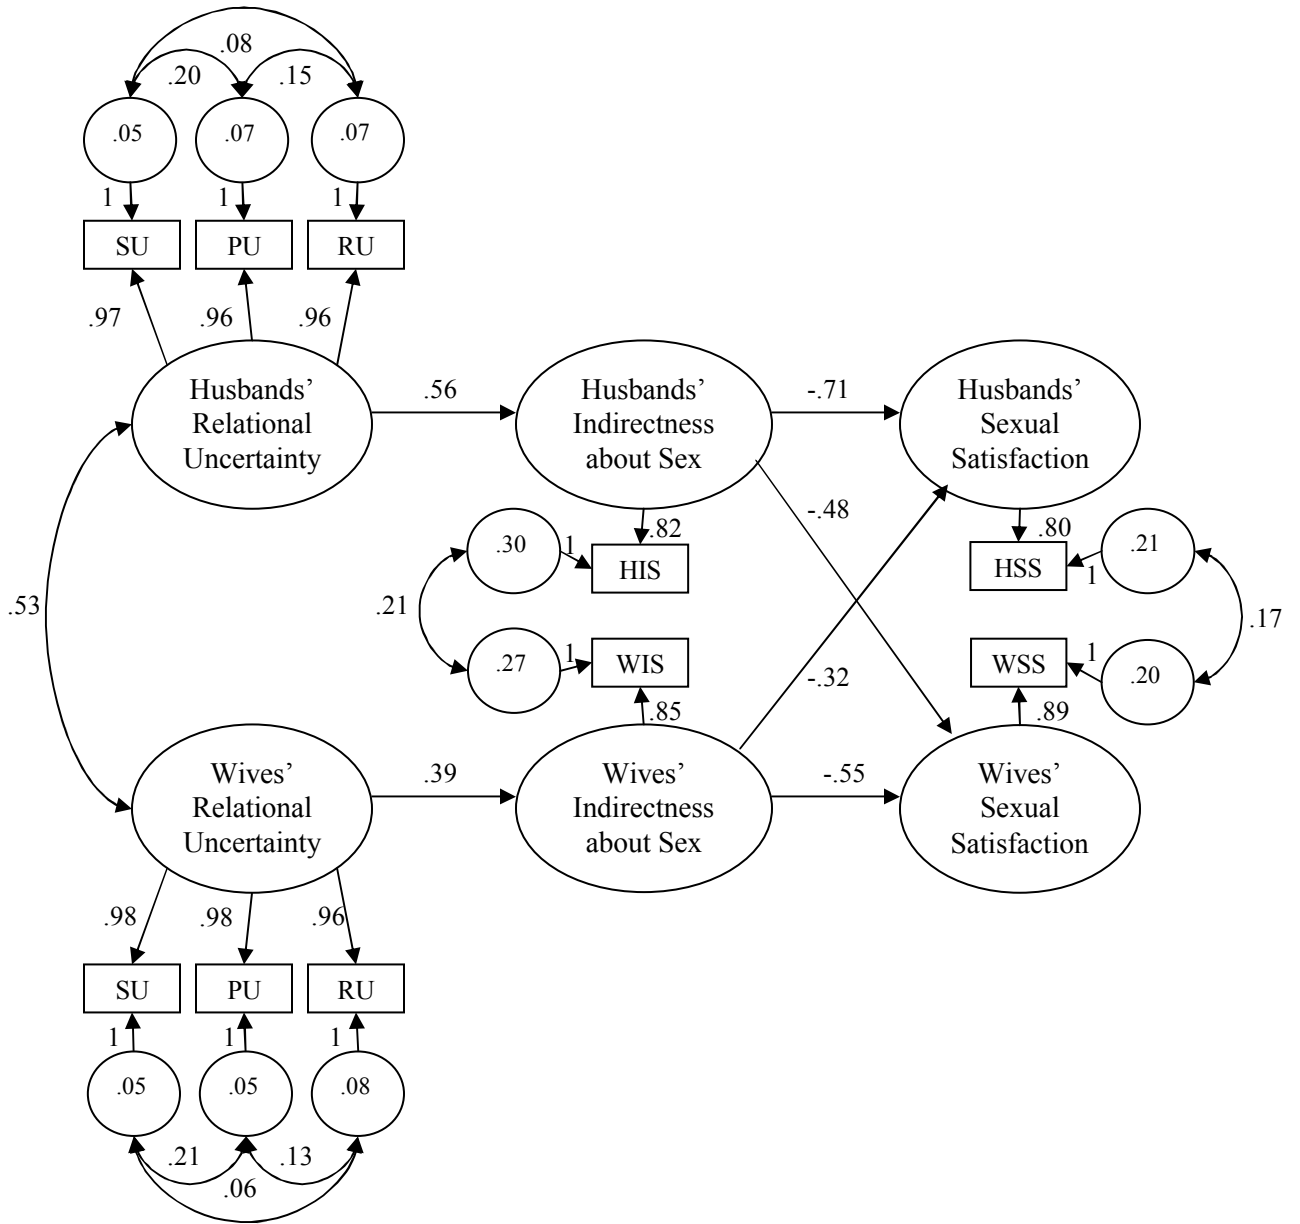 .08
.20 .15
.05 .07 .07
1 1 1
SU PU RU
.97 .96 .96
Husbands’
Relational
Uncertainty
.56
Husbands’
Indirectness
about Sex
-.71
Husbands’
Sexual
Satisfaction
-.48
.82
.30 1
HIS
.80
HSS
1 .21
.53
.21
.17
.27 1
WIS
.85
WSS
1 .20
.89
-.32
Wives’
Relational
Uncertainty
.39
Wives’
Indirectness
about Sex
-.55
Wives’
Sexual
Satisfaction
.98 .98 .96
SU PU RU
1 1 1
.05 .05 .08
.21 .13
.06